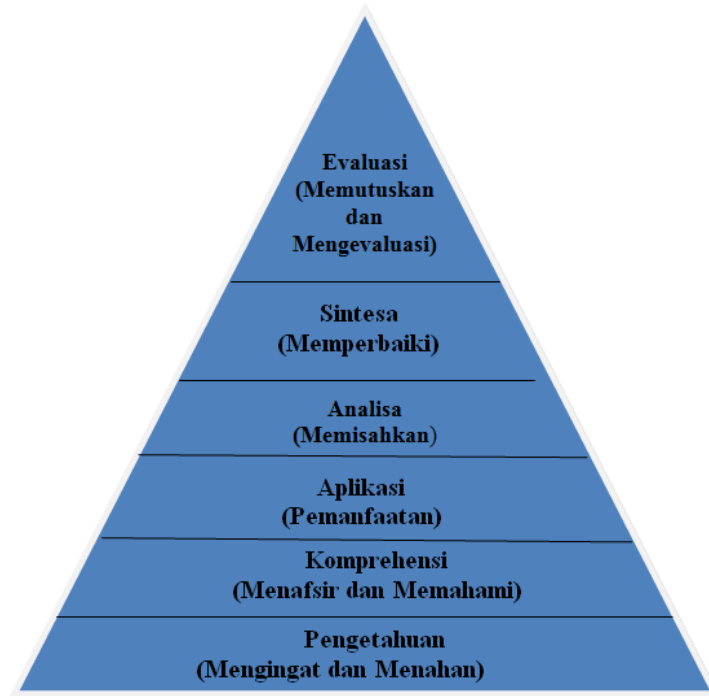 Evaluasi
(Memutuskan
dan
Mengevaluasi)
Sintesa
(Memperbaiki)
Analisa
(Memisahkan)
Aplikasi
(Pemanfaatan)
Komprehensi
(Menafsir dan Memahami)
Pengetahuan
(Mengingat dan Menahan)